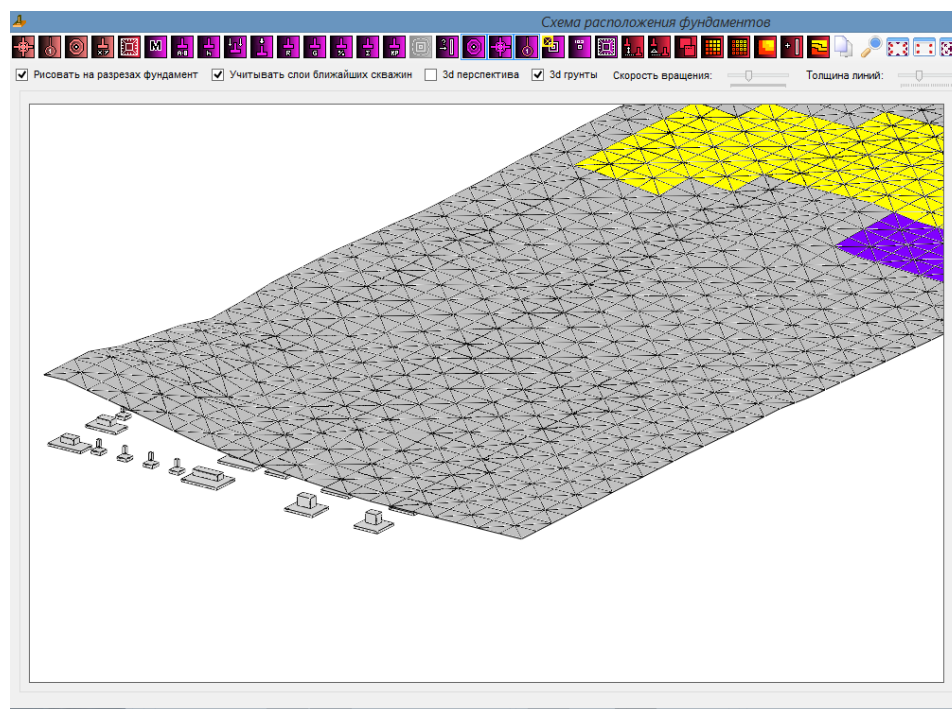 Схема расположения фундаментов
Рисовать на разрезах фундамент Учитывать слои ближайших скважин 3d перспектива 3d грунты Скорость вращения: Толщина линий: